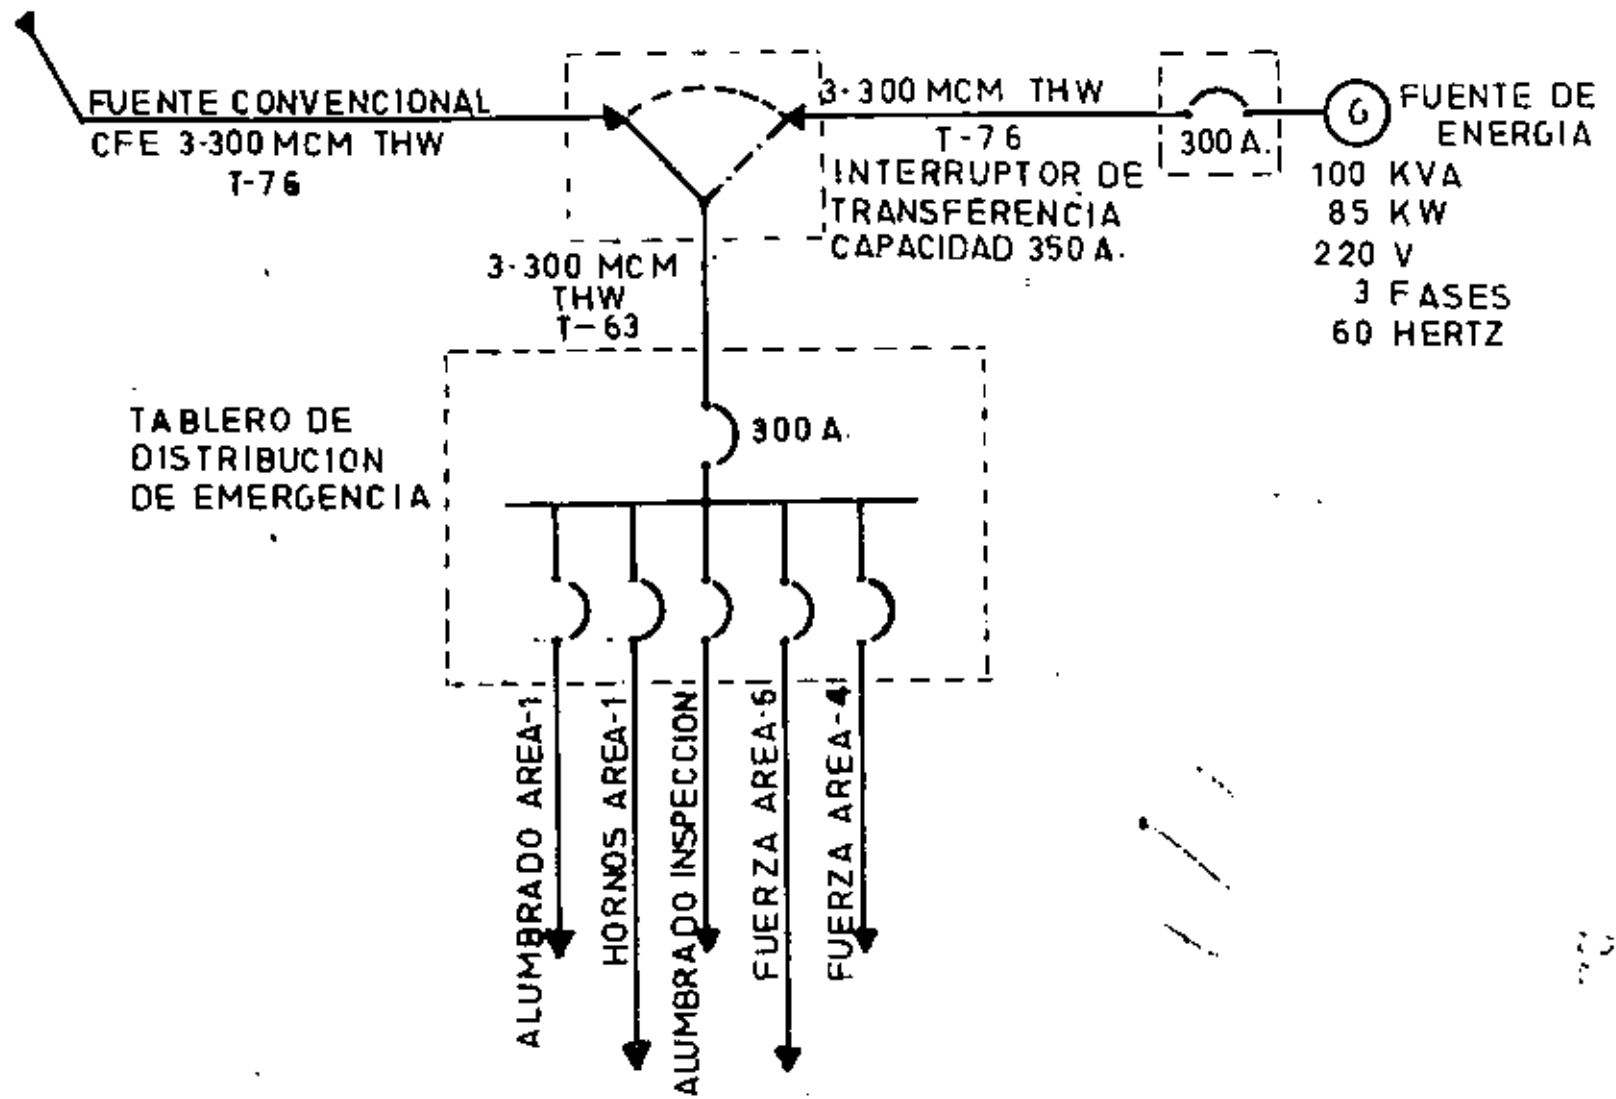 FUENTE CONVENCIONAL
CFE 3-300 MCM THW
T-76
3-300 MCM THW
T-76
INTERRUPTOR DE
TRANSFERENCIA
CAPACIDAD 350 A.
300 A.
G
FUENTE DE
ENERGIA
100 KVA
85 KW
220 V
3 FASES
60 HERTZ
3-300 MCM
THW
T-63
TABLERO DE
DISTRIBUCION
DE EMERGENCIA
300 A.
ALUMBRADO AREA-1
HORNOS AREA-1
ALUMBRADO INSPECCION
FUERZA AREA-6
FUERZA AREA-4